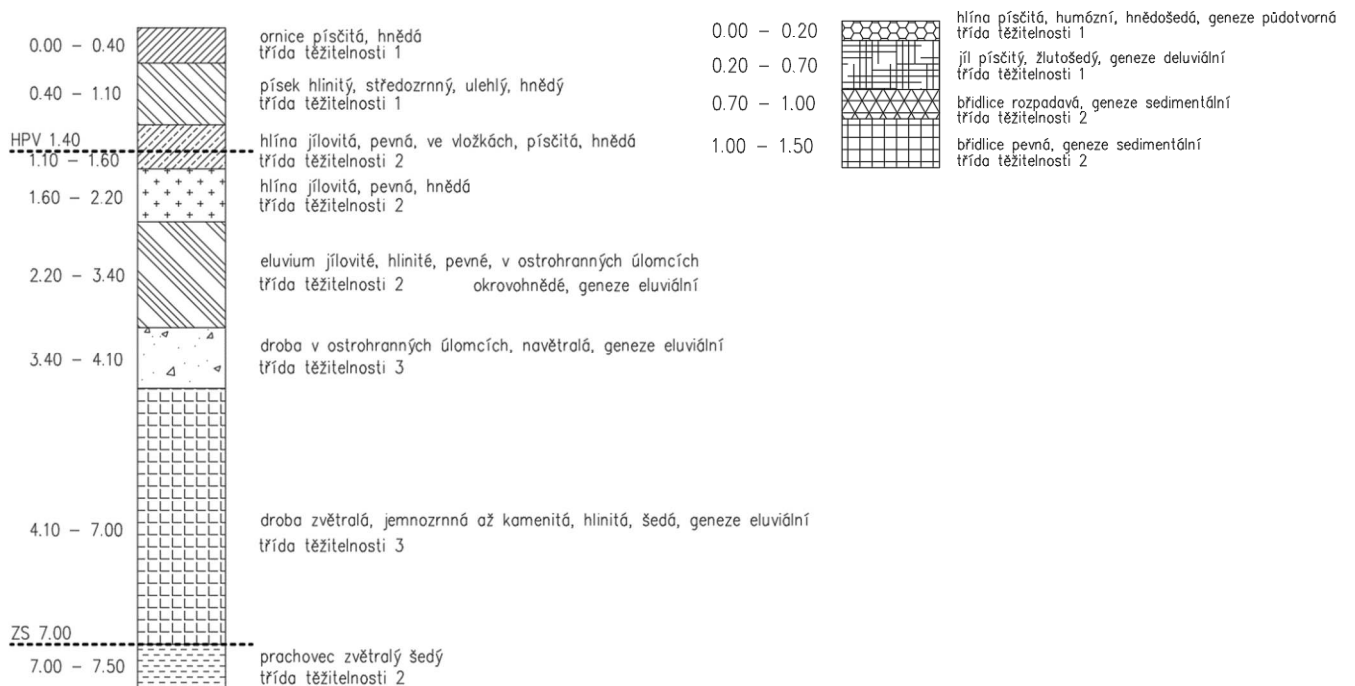 0.00 – 0.40
ornice písčitá, hnědá
třída těžitelnosti 1
0.40 – 1.10
písek hlinitý, středozrnný, ulehlý, hnědý
třída těžitelnosti 1
HPV 1.40
1.10 – 1.60
hlína jílovitá, pevná, ve vložkách, písčitá, hnědá
třída těžitelnosti 2
1.60 – 2.20
hlína jílovitá, pevná, hnědá
třída těžitelnosti 2
2.20 – 3.40
eluvium jílovité, hlinité, pevné, v ostrohranných úlomcích
třída těžitelnosti 2 okrovohnědé, geneze eluviální
3.40 – 4.10
droba v ostrohranných úlomcích, navětralá, geneze eluviální
třída těžitelnosti 3
4.10 – 7.00
droba zvětralá, jemnozrnná až kamenitá, hlinitá, šedá, geneze eluviální
třída těžitelnosti 3
ZS 7.00
7.00 – 7.50
prachovec zvětralý šedý
třída těžitelnosti 2
0.00 – 0.20
hlína písčitá, humózní, hnědošedá, geneze půdotvorná
třída těžitelnosti 1
0.20 – 0.70
jíl písčitý, žlutošedý, geneze deluviální
třída těžitelnosti 1
0.70 – 1.00
břidlice rozpadavá, geneze sedimentální
třída těžitelnosti 2
1.00 – 1.50
břidlice pevná, geneze sedimentální
třída těžitelnosti 2